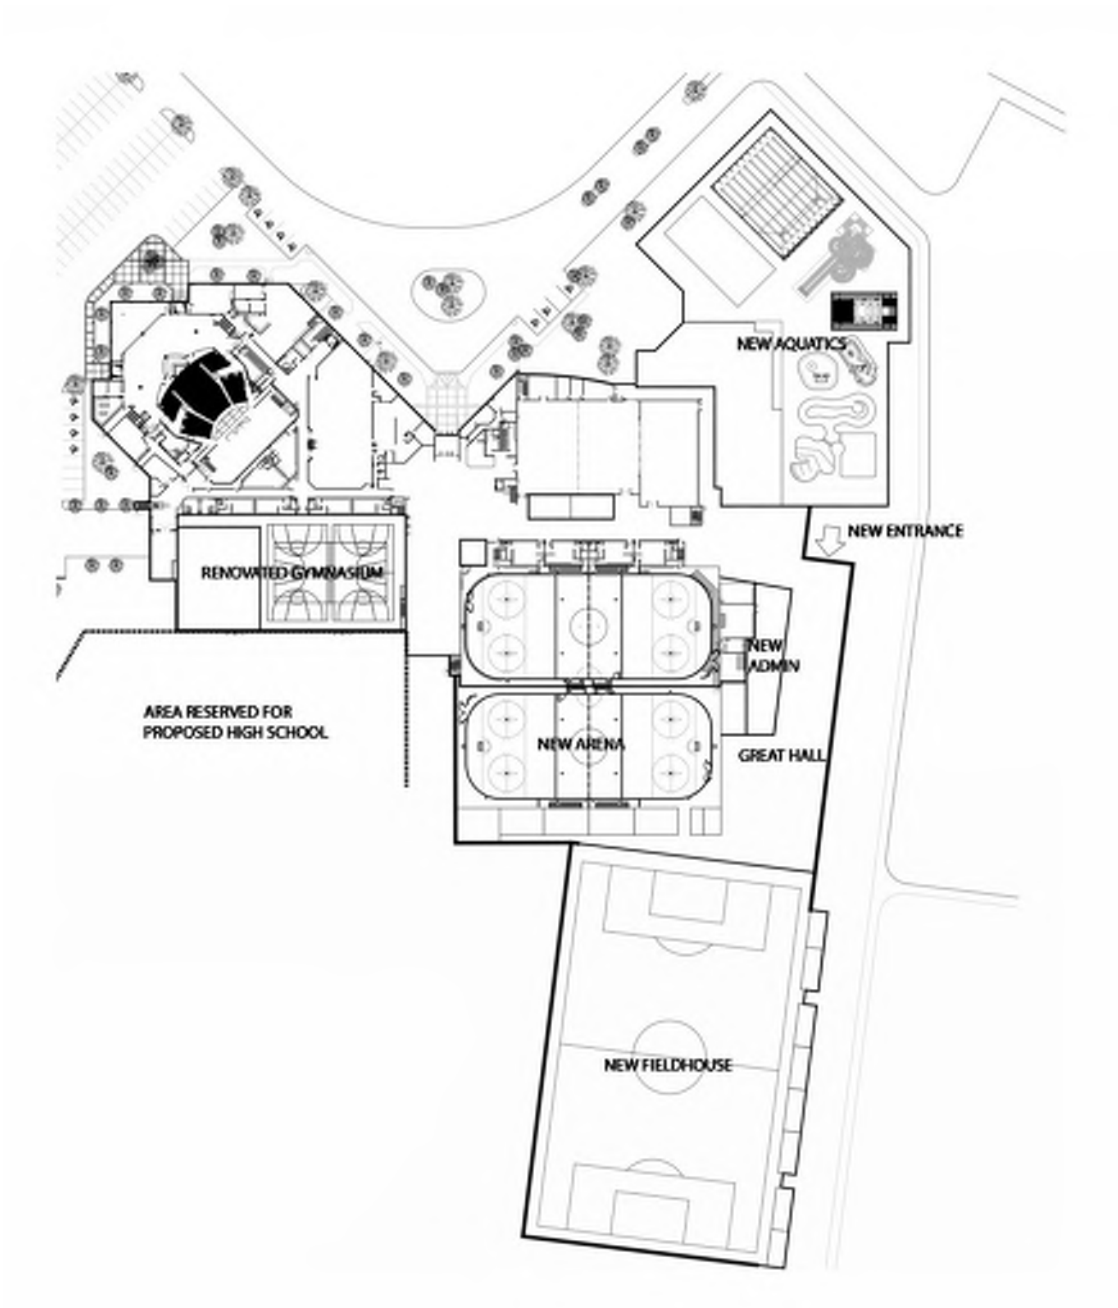 NEW AQUATICS
NEW ENTRANCE
RENOVATED GYMNASIUM
NEW
ADMIN
AREA RESERVED FOR
PROPOSED HIGH SCHOOL
NEW ARENA
GREAT HALL
NEW FIELDHOUSE